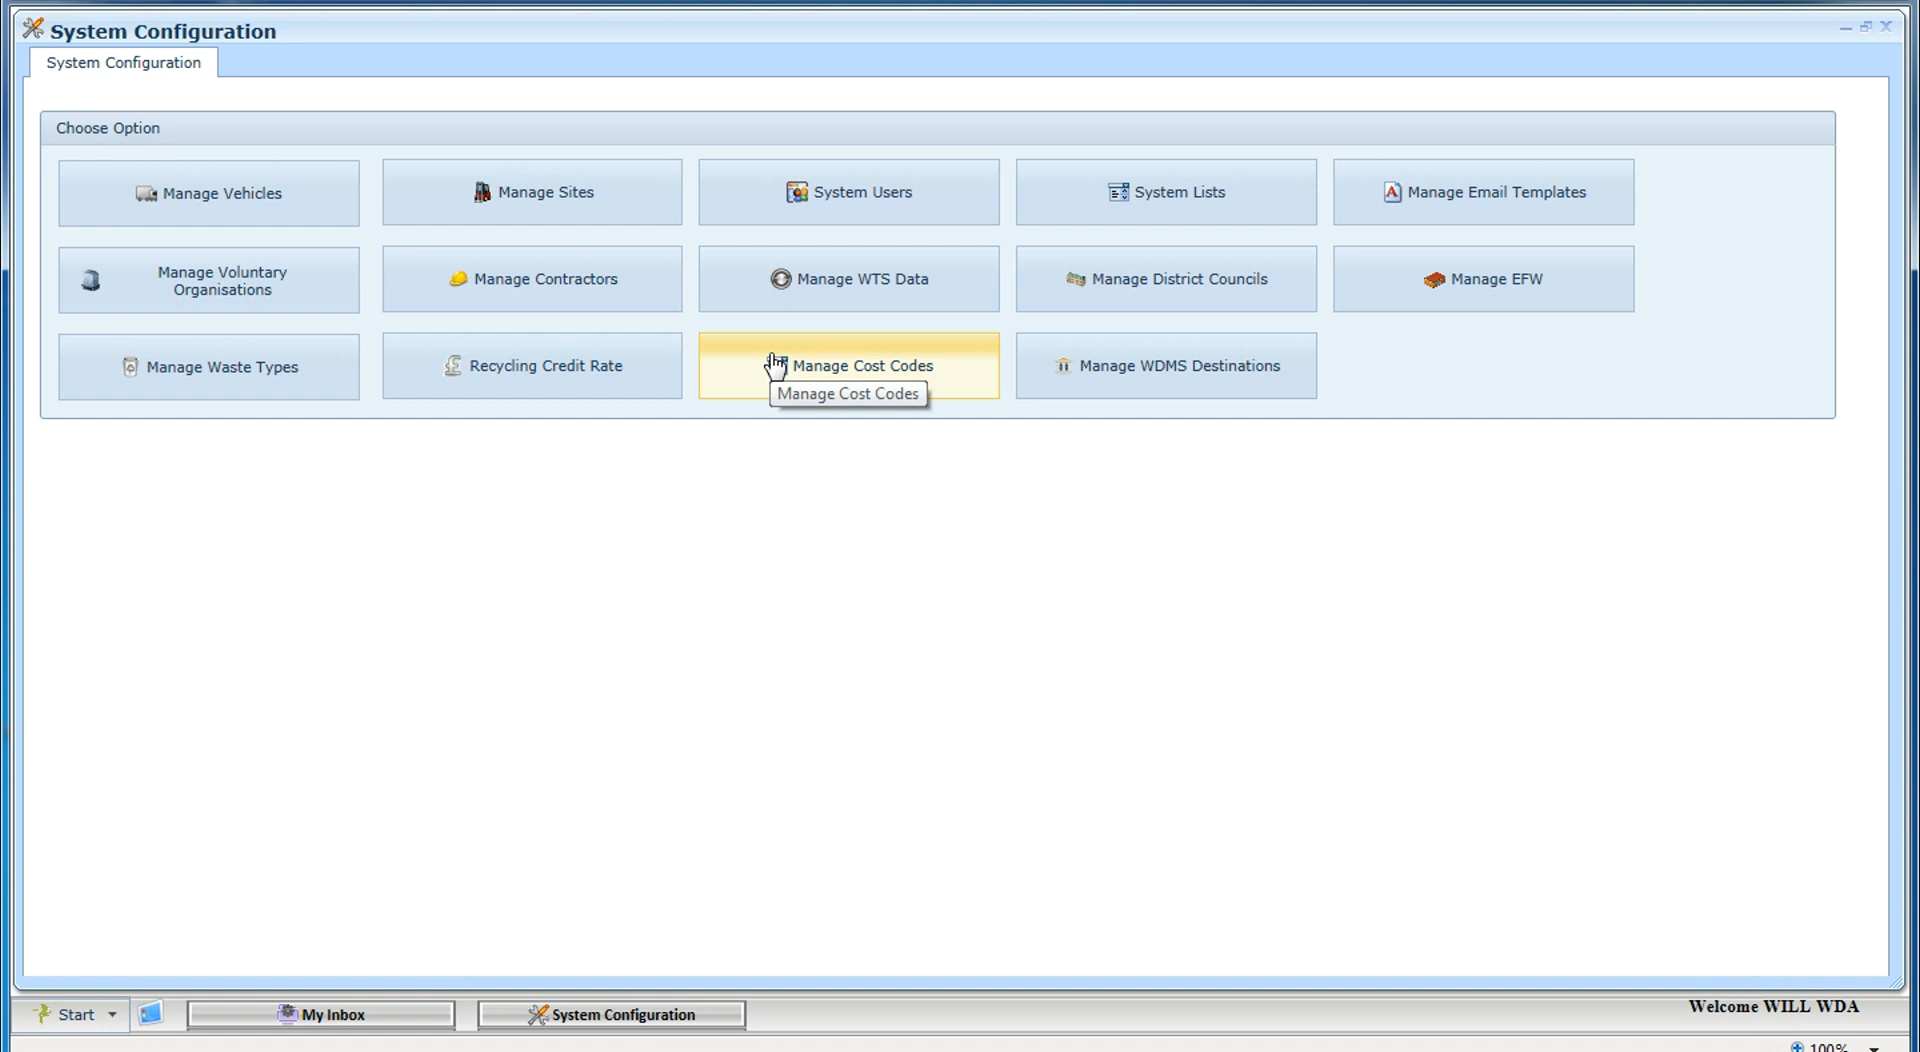 System Configuration
System Configuration
Choose Option
Manage Vehicles
Manage Sites
System Users
System Lists
Manage Email Templates
Manage Voluntary
Organisations
Manage Contractors
Manage WTS Data
Manage District Councils
Manage EFW
Manage Waste Types
Recycling Credit Rate
Manage Cost Codes
Manage WDMS Destinations
Manage Cost Codes
Start
My Inbox
System Configuration
Welcome WILL WDA
100%